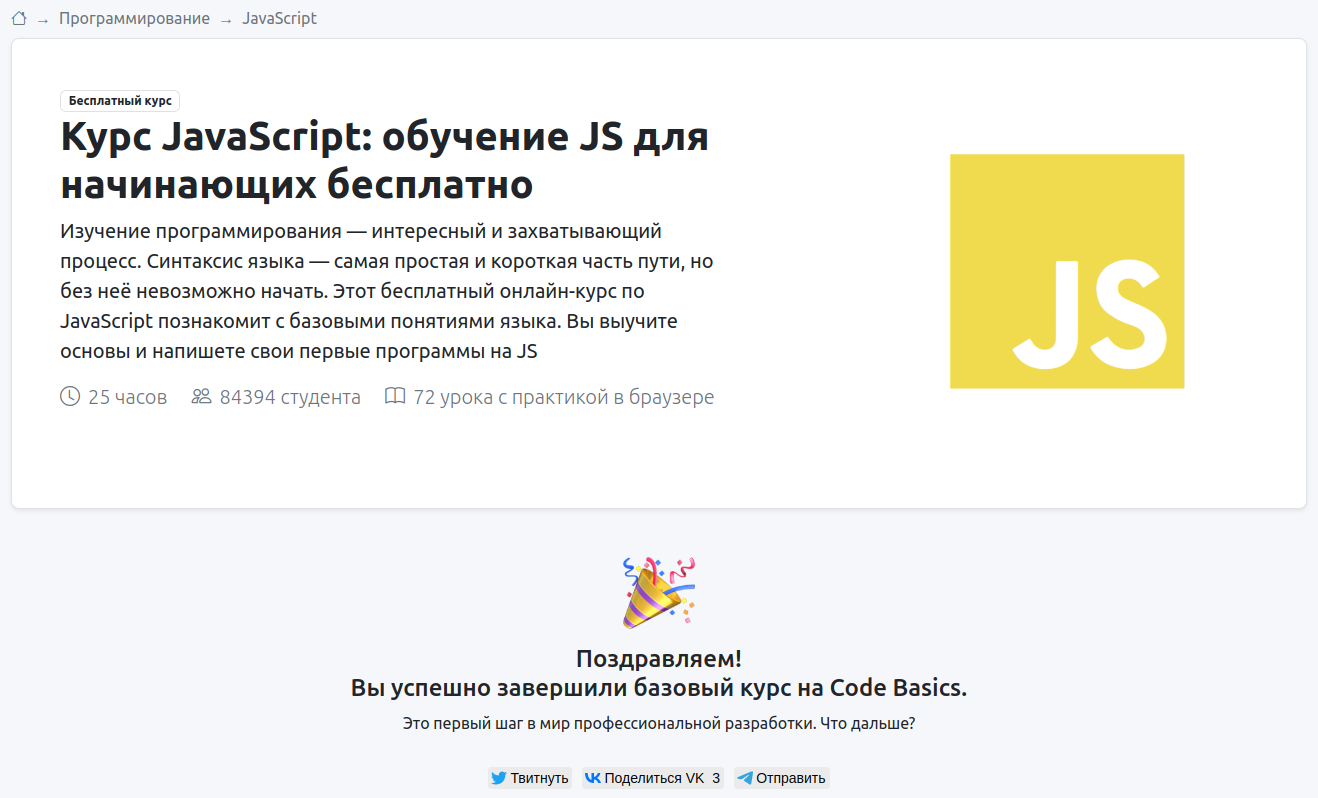 → Программирование → JavaScript
Бесплатный курс
Курс JavaScript: обучение JS для
начинающих бесплатно
Изучение программирования — интересный и захватывающий
процесс. Синтаксис языка — самая простая и короткая часть пути, но
без неё невозможно начать. Этот бесплатный онлайн-курс по
JavaScript познакомит с базовыми понятиями языка. Вы выучите
основы и напишете свои первые программы на JS
25 часов 84394 студента 72 урока с практикой в браузере
JS
Поздравляем!
Вы успешно завершили базовый курс на Code Basics.
Это первый шаг в мир профессиональной разработки. Что дальше?
Твитнуть Поделиться VK 3 Отправить